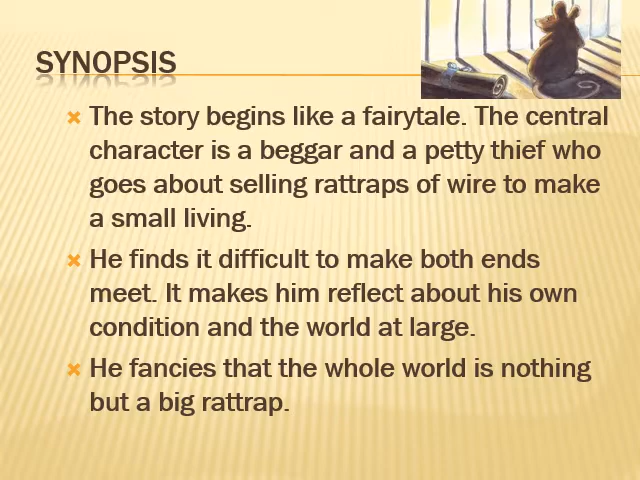 SYNOPSIS
The story begins like a fairytale. The central
character is a beggar and a petty thief who
goes about selling rattraps of wire to make
a small living.
He finds it difficult to make both ends
meet. It makes him reflect about his own
condition and the world at large.
He fancies that the whole world is nothing
but a big rattrap.